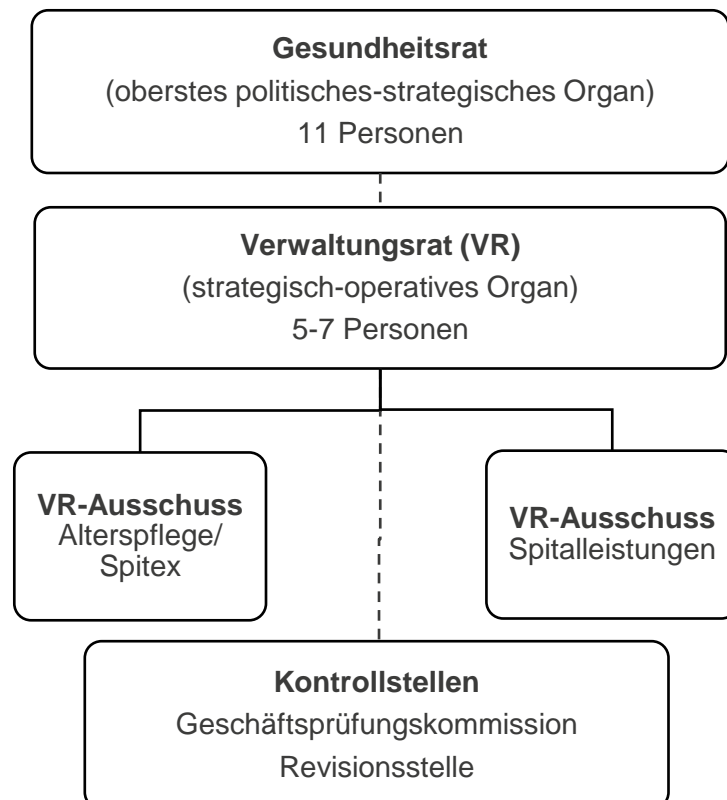 Gesundheitsrat
(oberstes politisches-strategisches Organ)
11 Personen
Verwaltungsrat (VR)
(strategisch-operatives Organ)
5-7 Personen
VR-Ausschuss
Alterspflege/
Spitex
VR-Ausschuss
Spitalleistungen
Kontrollstellen
Geschäftsprüfungskommission
Revisionsstelle